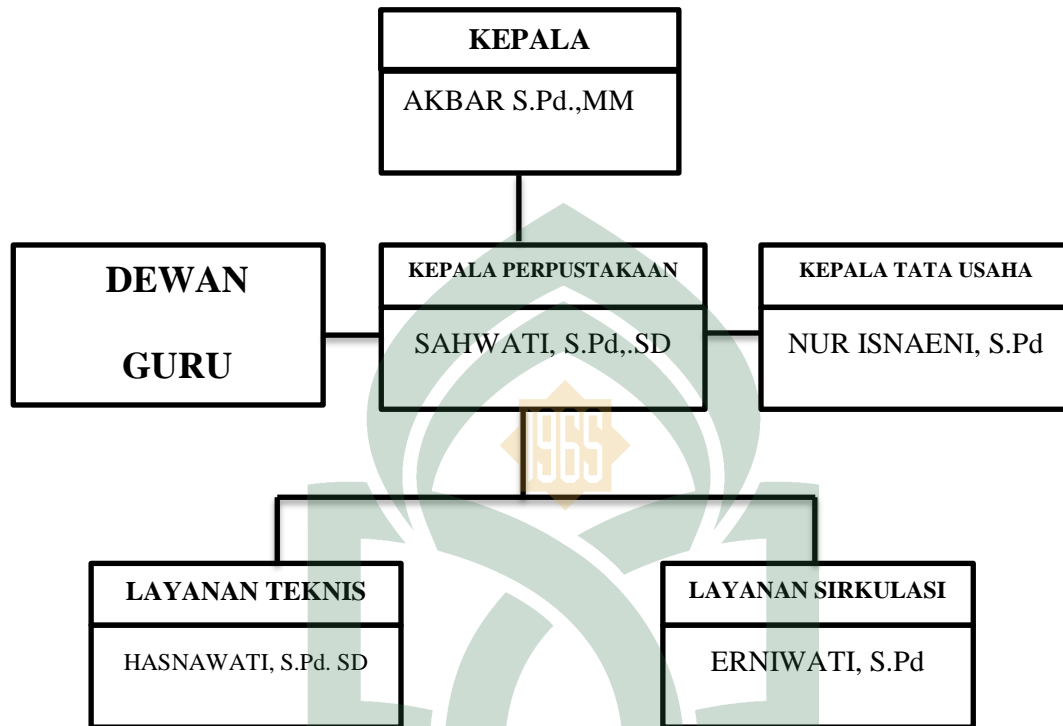 KEPALA
AKBAR S.Pd.,MM
DEWAN
GURU
KEPALA PERPUSTAKAAN
SAHWATI, S.Pd,.SD
KEPALA TATA USAHA
NUR ISNAENI, S.Pd
1965
LAYANAN TEKNIS
HASNAWATI, S.Pd. SD
LAYANAN SIRKULASI
ERNIWATI, S.Pd